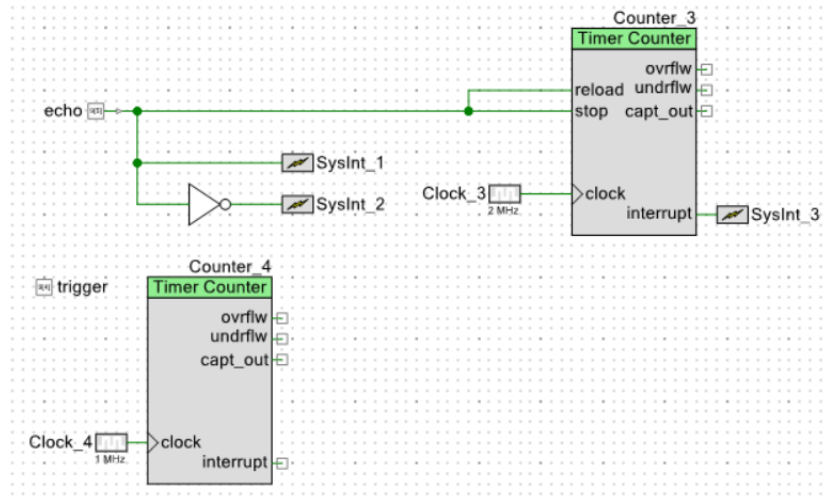 Counter_3
Timer Counter
ovrflw
reload undrflw
echo
stop capt_out
SysInt_1
Clock_3
2 MHz
clock
SysInt_2
interrupt
SysInt_3
Counter_4
trigger
Timer Counter
ovrflw
undrflw
capt_out
Clock_4
1 MHz
clock
interrupt